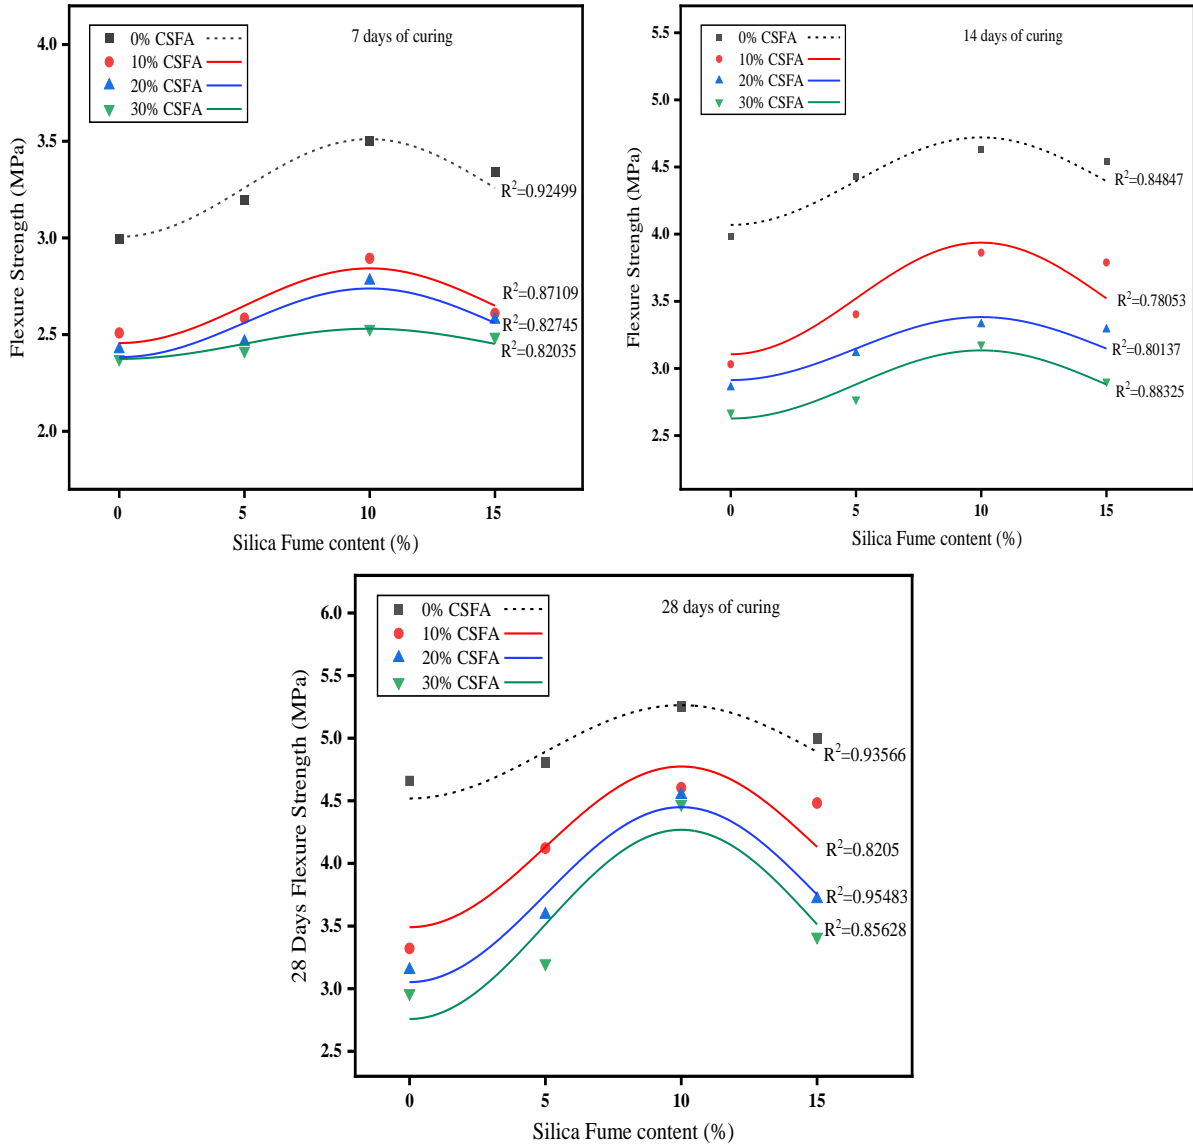 7 days of curing
0% CSFA
10% CSFA
20% CSFA
30% CSFA
Flexure Strength (MPa)
4.0
3.5
3.0
2.5
2.0
R²=0.92499
R²=0.87109
R²=0.82745
R²=0.82035
0 5 10 15
Silica Fume content (%)
14 days of curing
0% CSFA
10% CSFA
20% CSFA
30% CSFA
Flexure Strength (MPa)
5.5
5.0
4.5
4.0
3.5
3.0
2.5
R²=0.84847
R²=0.78053
R²=0.80137
R²=0.88325
0 5 10 15
Silica Fume content (%)
28 days of curing
0% CSFA
10% CSFA
20% CSFA
30% CSFA
28 Days Flexure Strength (MPa)
6.0
5.5
5.0
4.5
4.0
3.5
3.0
2.5
R²=0.93566
R²=0.8205
R²=0.95483
R²=0.85628
0 5 10 15
Silica Fume content (%)